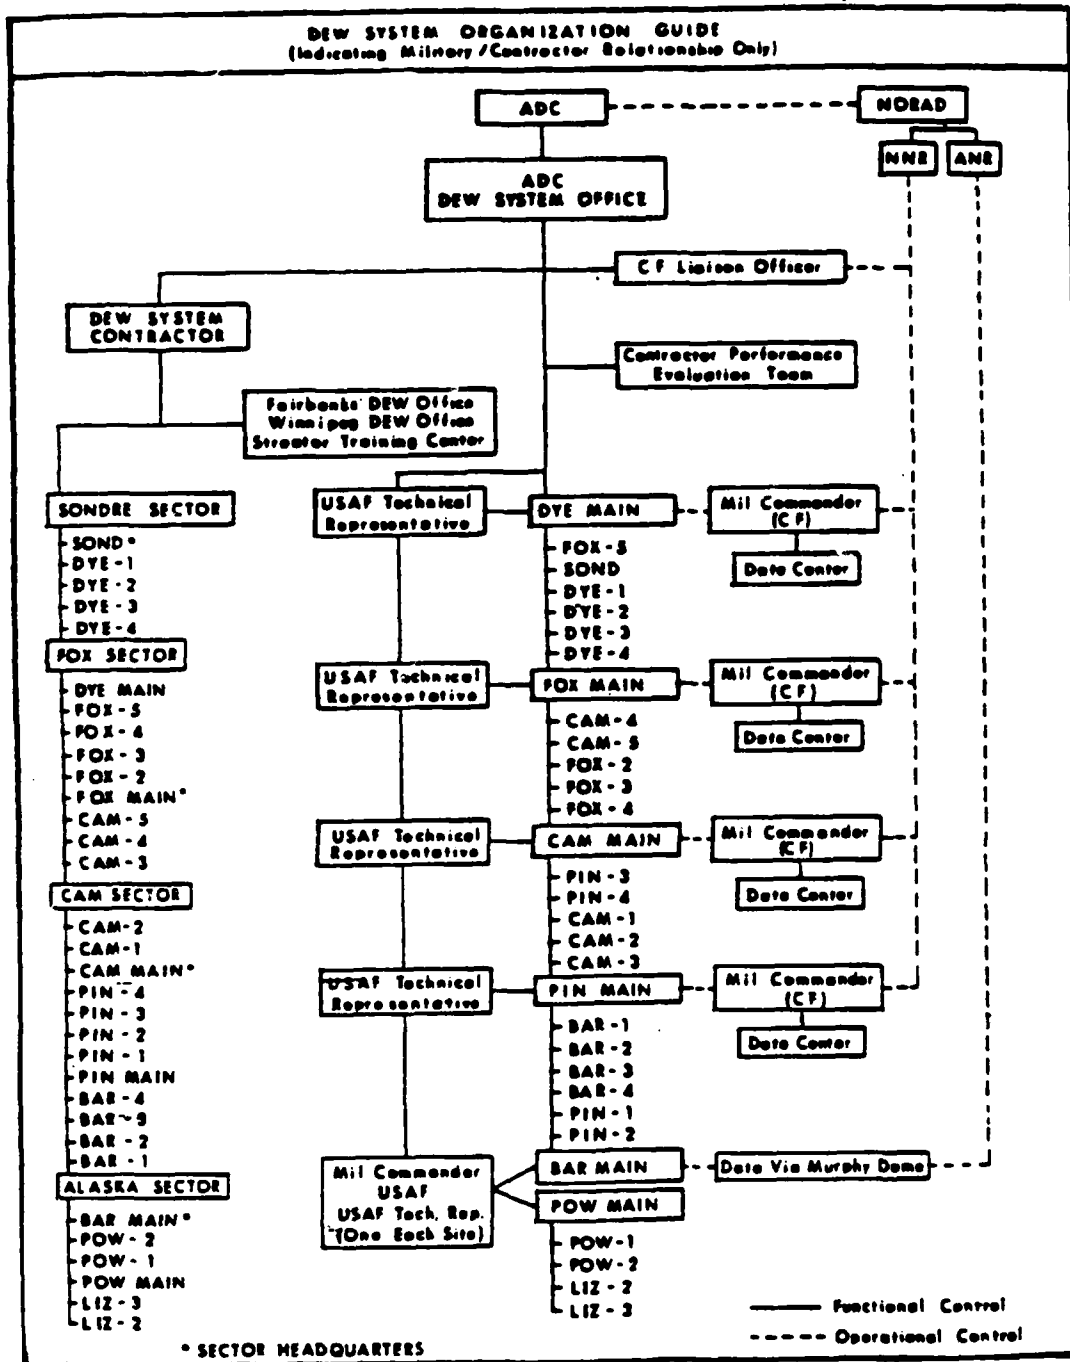 DEW SYSTEM ORGANIZATION GUIDE
(Indicating Military/Contractor Relationship Only)
ADC
NORAD
NNR
ANR
ADC
DEW SYSTEM OFFICE
CF Liaison Officer
DEW SYSTEM
CONTRACTOR
Contractor Performance
Evaluation Team
Fairbanks DEW Office
Winnipeg DEW Office
Streator Training Center
SONDRE SECTOR
SOND*
DYE-1
DYE-2
DYE-3
DYE-4
FOX SECTOR
DYE MAIN
FOX-5
FOX-4
FOX-3
FOX-2
FOX MAIN*
CAM-5
CAM-4
CAM-3
CAM SECTOR
CAM-2
CAM-1
CAM MAIN*
PIN-4
PIN-3
PIN-2
PIN-1
PIN MAIN
BAR-4
BAR-3
BAR-2
BAR-1
ALASKA SECTOR
BAR MAIN*
POW-2
POW-1
POW MAIN
LIZ-3
LIZ-2
* SECTOR HEADQUARTERS
USAF Technical
Representative
DYE MAIN
Mil Commander
(CF)
Data Center
FOX-5
SOND
DYE-1
DYE-2
DYE-3
DYE-4
USAF Technical
Representative
FOX MAIN
Mil Commander
(CF)
Data Center
CAM-4
CAM-5
FOX-2
FOX-3
FOX-4
USAF Technical
Representative
CAM MAIN
Mil Commander
(CF)
Data Center
PIN-3
PIN-4
CAM-1
CAM-2
CAM-3
USAF Technical
Representative
PIN MAIN
Mil Commander
(CF)
Data Center
BAR-1
BAR-2
BAR-3
BAR-4
PIN-1
PIN-2
Mil Commander
USAF
USAF Tech. Rep.
(One Each Site)
BAR MAIN
Data Via Murphy Dome
POW MAIN
POW-1
POW-2
LIZ-2
LIZ-3
Functional Control
Operational Control